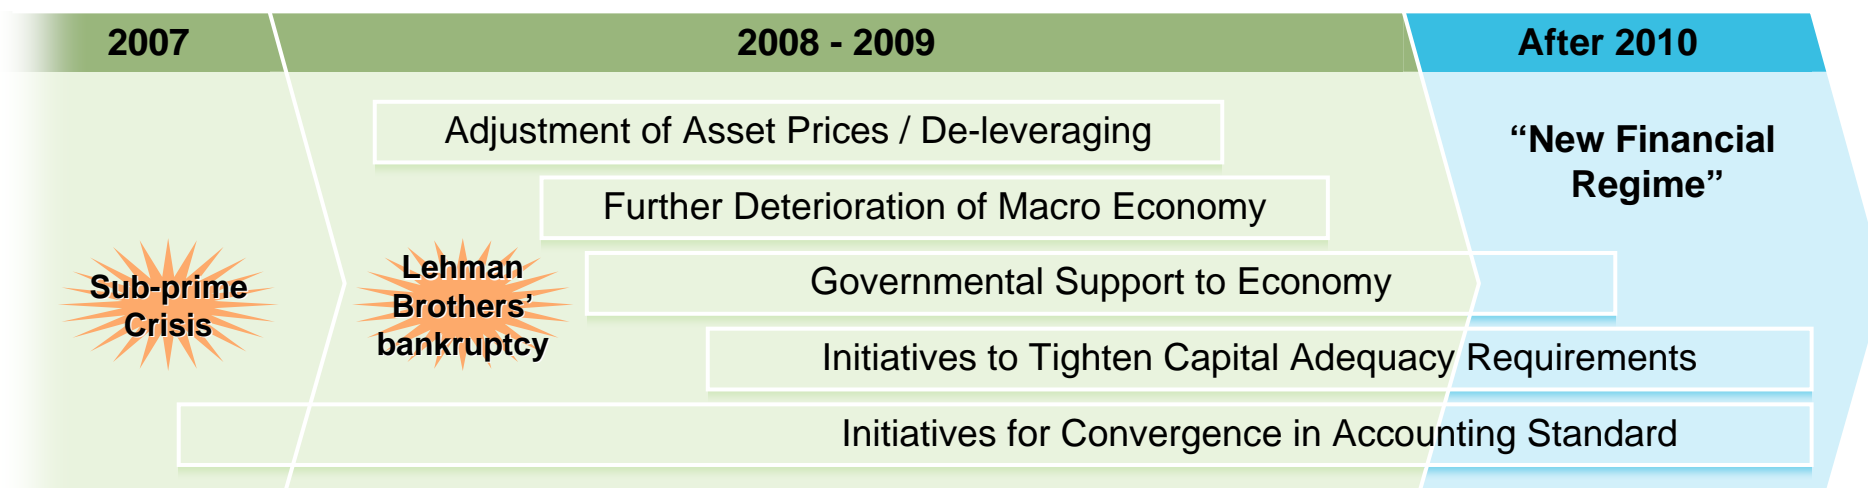 2007
2008 - 2009
After 2010
Adjustment of Asset Prices / De-leveraging
“New Financial
Regime”
Further Deterioration of Macro Economy
Sub-prime
Crisis
Lehman
Brothers’
bankruptcy
Governmental Support to Economy
Initiatives to Tighten Capital Adequacy Requirements
Initiatives for Convergence in Accounting Standard